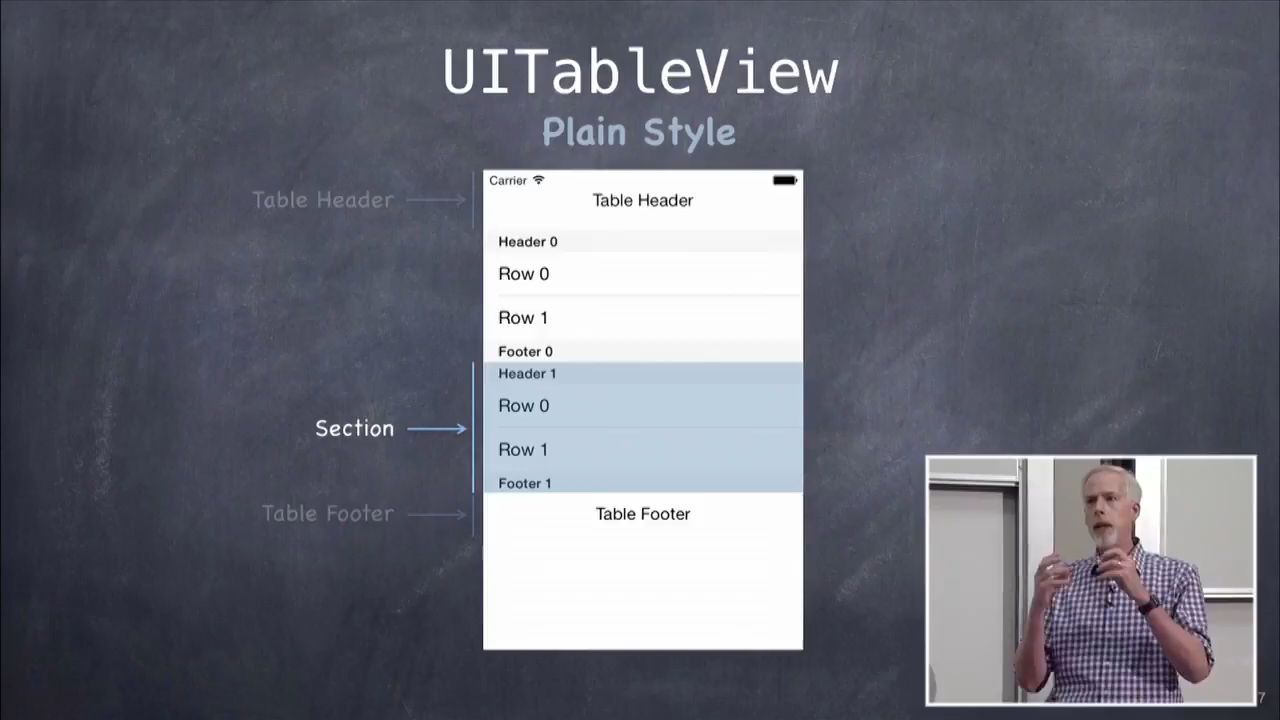 UITableView
Plain Style
Carrier
Table Header
Table Header
Header 0
Row 0
Row 1
Footer 0
Header 1
Row 0
Section
Row 1
Footer 1
Table Footer
Table Footer
7